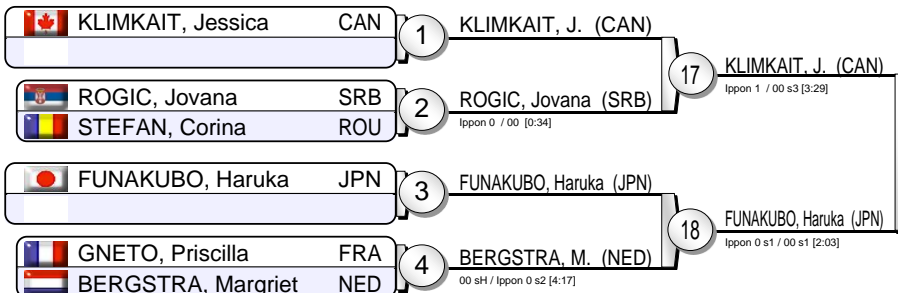 KLIMKAIT, Jessica CAN
1
KLIMKAIT, J. (CAN)
17
KLIMKAIT, J. (CAN)
Ippon 1 / 00 s3 [3:29]
ROGIC, Jovana SRB
STEFAN, Corina ROU
2
ROGIC, Jovana (SRB)
Ippon 0 / 00 [0:34]
FUNAKUBO, Haruka JPN
3
FUNAKUBO, Haruka (JPN)
18
FUNAKUBO, Haruka (JPN)
Ippon 0 s1 / 00 s1 [2:03]
GNETO, Priscilla FRA
BERGSTRA, Margriet NED
4
BERGSTRA, M. (NED)
00 sH / Ippon 0 s2 [4:17]